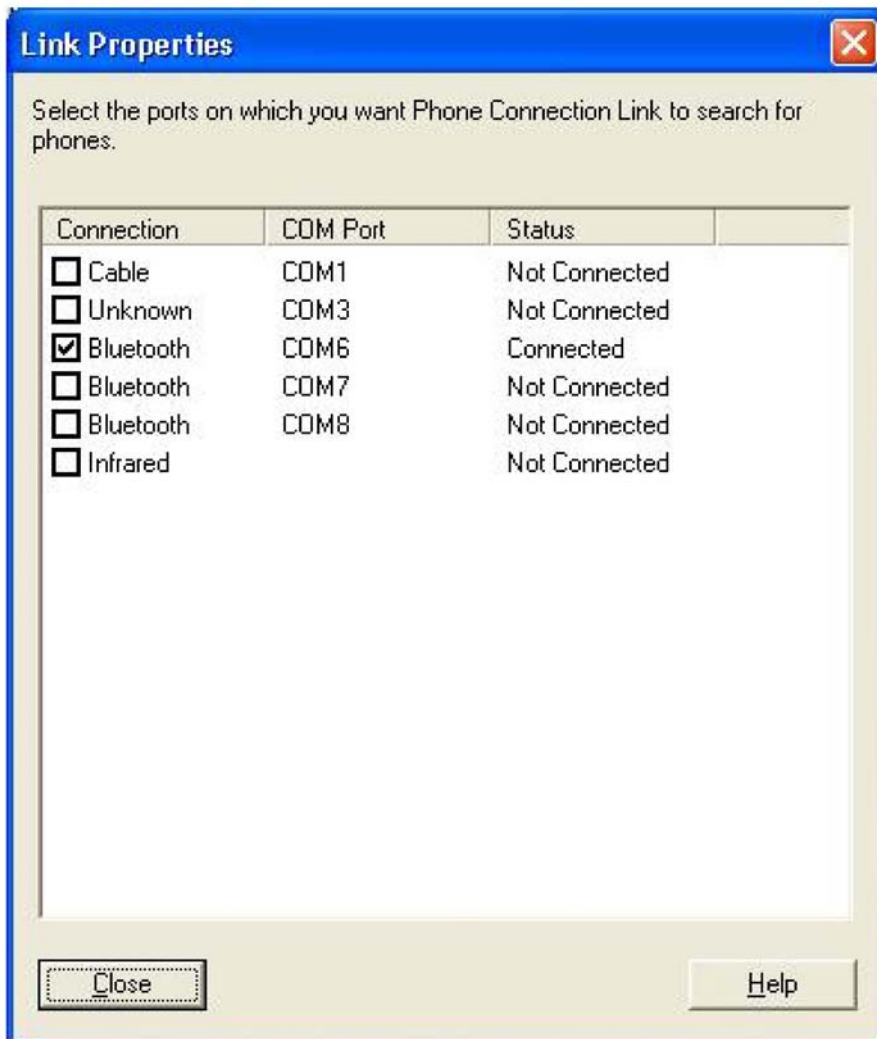 Link Properties
Select the ports on which you want Phone Connection Link to search for
phones.
Connection COM Port Status
Cable COM1 Not Connected
Unknown COM3 Not Connected
Bluetooth COM6 Connected
Bluetooth COM7 Not Connected
Bluetooth COM8 Not Connected
Infrared Not Connected
Close Help